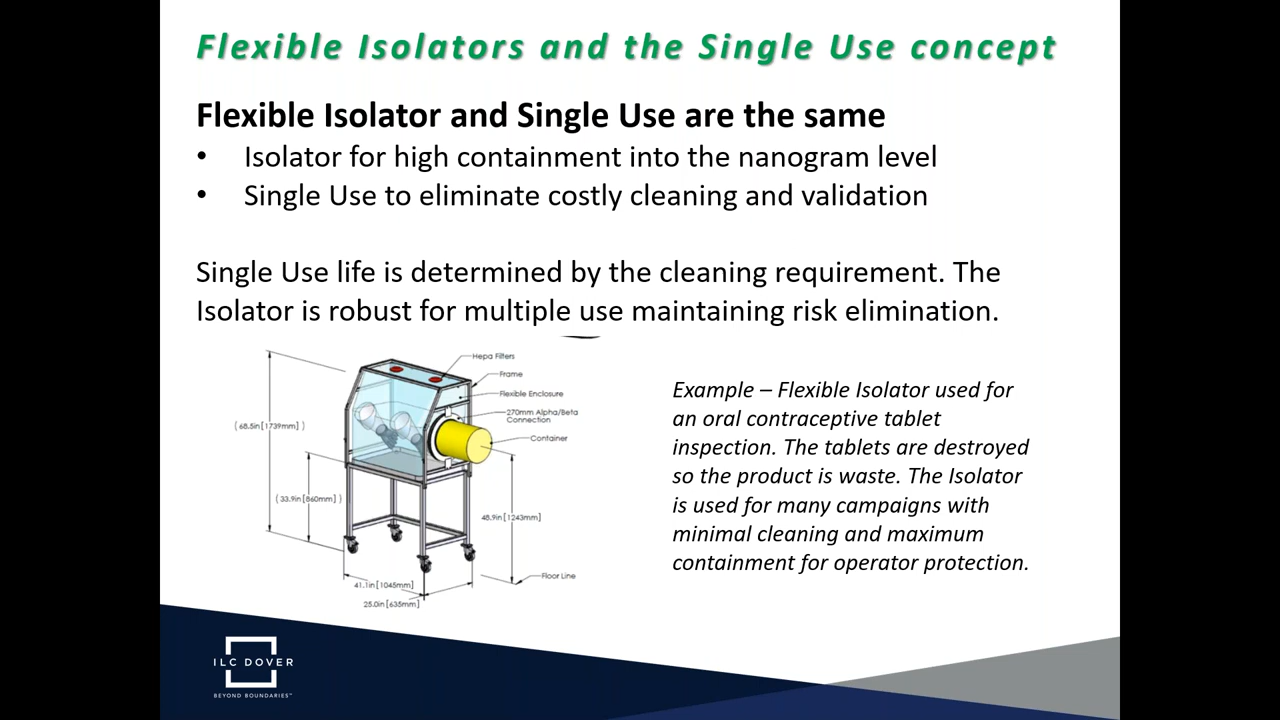 Flexible Isolators and the Single Use concept
Flexible Isolator and Single Use are the same
• Isolator for high containment into the nanogram level
• Single Use to eliminate costly cleaning and validation
Single Use life is determined by the cleaning requirement. The
Isolator is robust for multiple use maintaining risk elimination.
Hepa Filters
Frame
Flexible Enclosure
270mm Alpha/Beta
Connection
Container
(68.5in[1739mm])
(33.9in[860mm])
48.9in[1243mm]
Floor Line
41.1in[1045mm]
25.0in[635mm]
Example – Flexible Isolator used for
an oral contraceptive tablet
inspection. The tablets are destroyed
so the product is waste. The Isolator
is used for many campaigns with
minimal cleaning and maximum
containment for operator protection.
ILC DOVER
BEYOND BOUNDARIES™